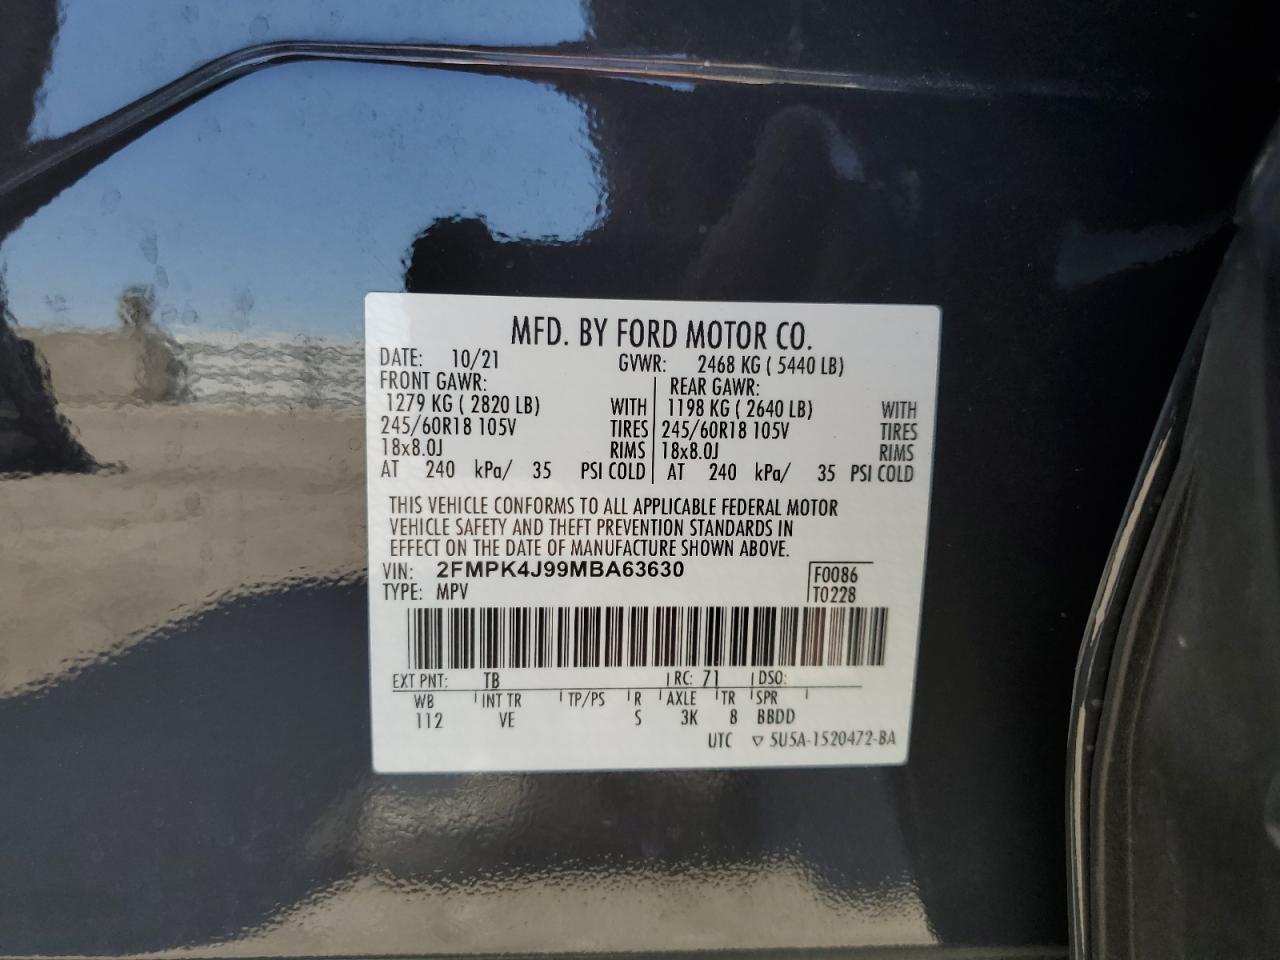 MFD. BY FORD MOTOR CO.
DATE: 10/21 GVWR: 2468 KG ( 5440 LB)
FRONT GAWR: REAR GAWR:
1279 KG ( 2820 LB) WITH 1198 KG ( 2640 LB) WITH
245/60R18 105V TIRES 245/60R18 105V TIRES
18x8.0J RIMS 18x8.0J RIMS
AT 240 kPa/ 35 PSI COLD AT 240 kPa/ 35 PSI COLD
THIS VEHICLE CONFORMS TO ALL APPLICABLE FEDERAL MOTOR
VEHICLE SAFETY AND THEFT PREVENTION STANDARDS IN
EFFECT ON THE DATE OF MANUFACTURE SHOWN ABOVE.
VIN: 2FMPK4J99MBA63630 F0086
TYPE: MPV T0228
EXT PNT: TB RC: 71 DSO:
WB INT TR TP/PS R AXLE TR SPR
112 VE S 3K 8 BBDD
UTC ▽ 5U5A-1520472-BA